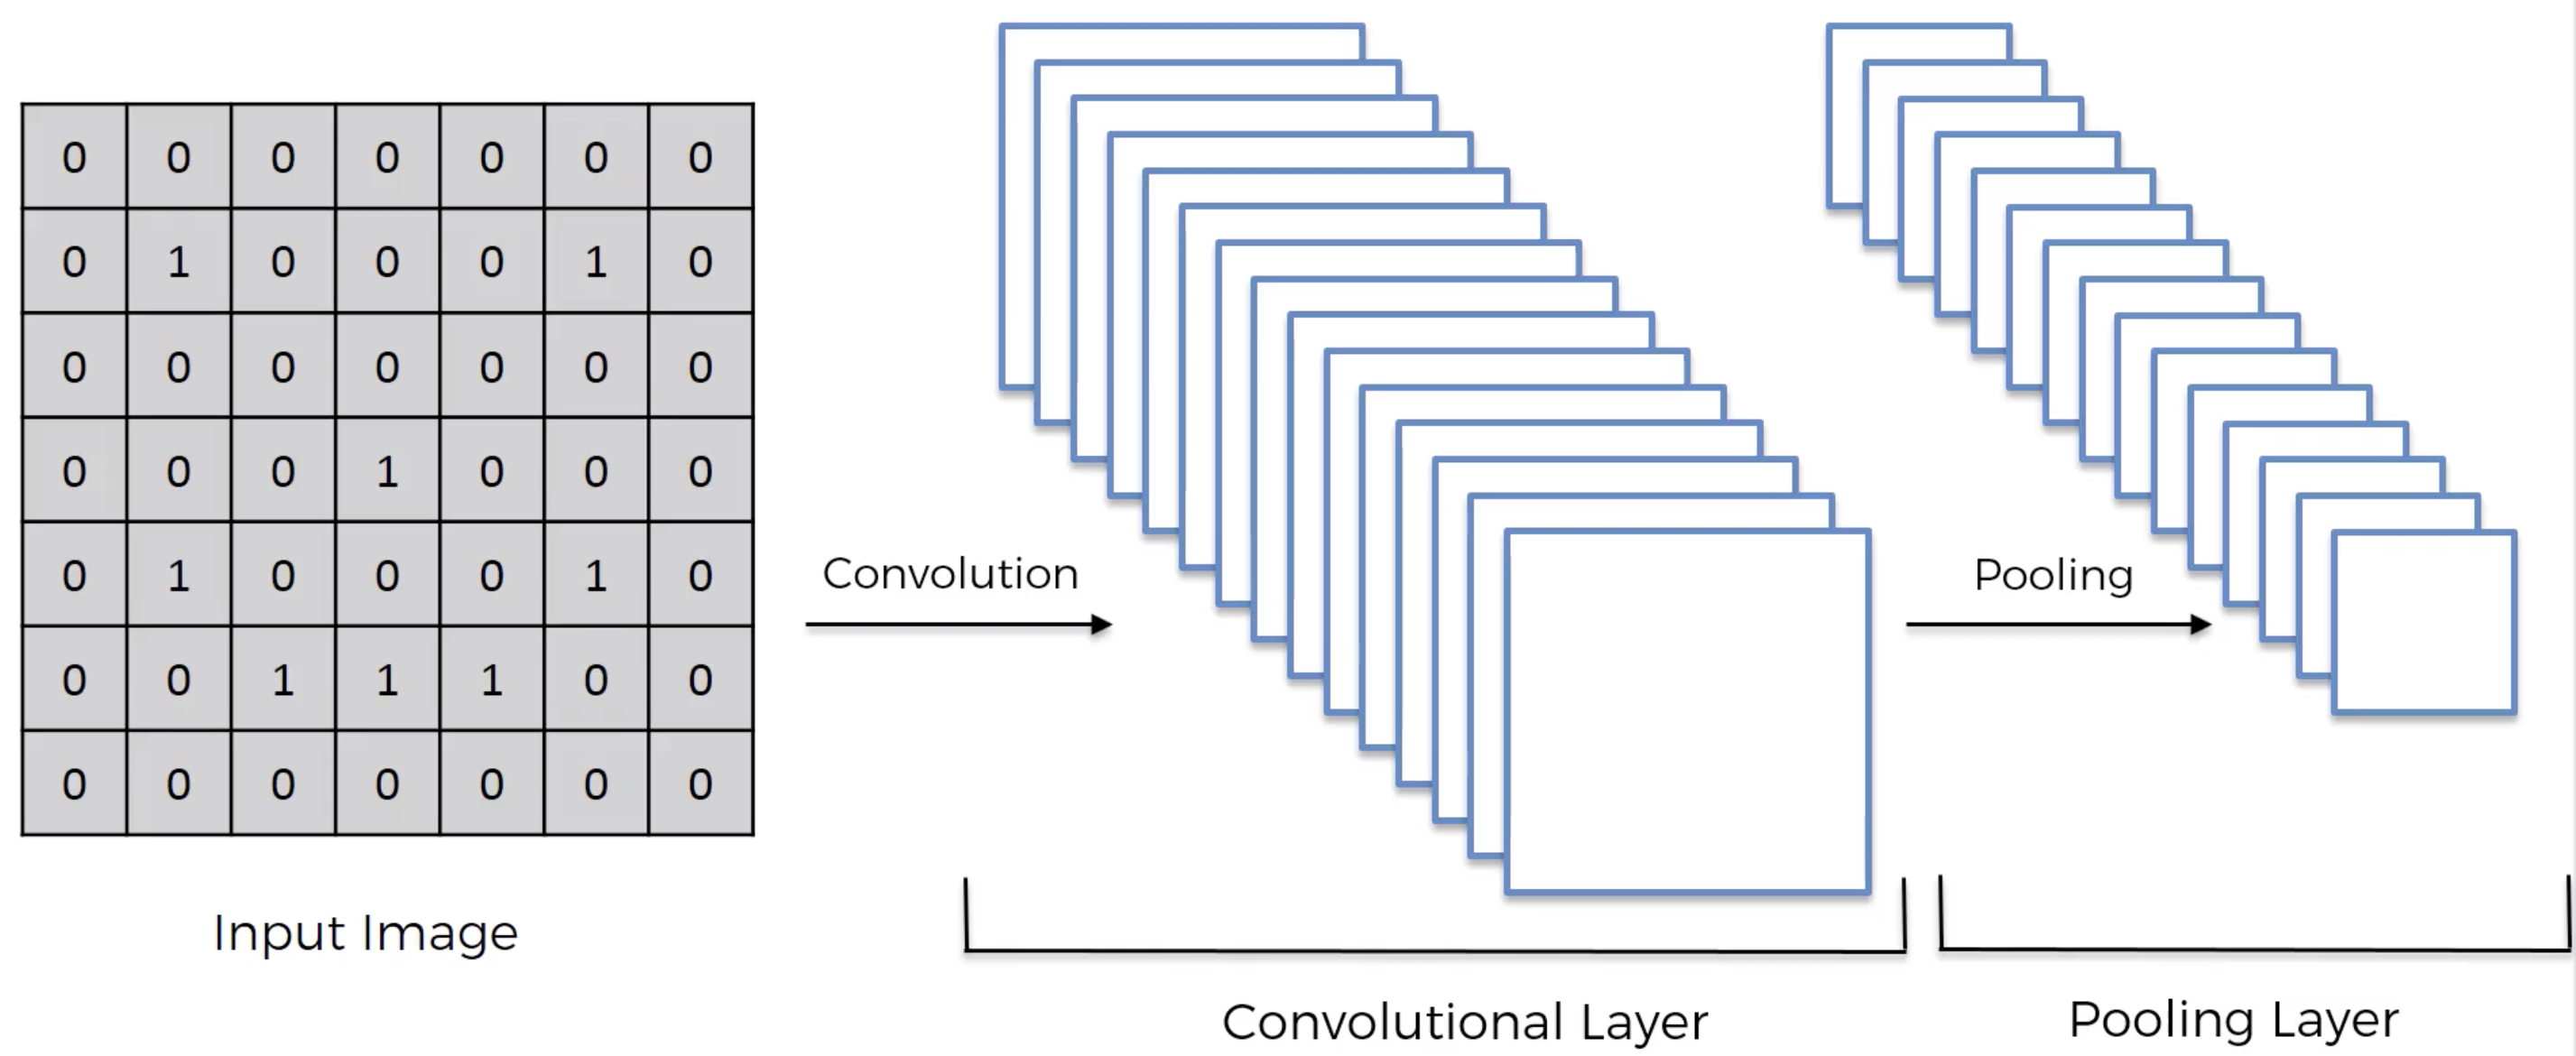 0 0 0 0 0 0 0
0 1 0 0 0 1 0
0 0 0 0 0 0 0
0 0 0 1 0 0 0
0 1 0 0 0 1 0
0 0 1 1 1 0 0
0 0 0 0 0 0 0
Input Image
Convolution
Convolutional Layer
Pooling
Pooling Layer